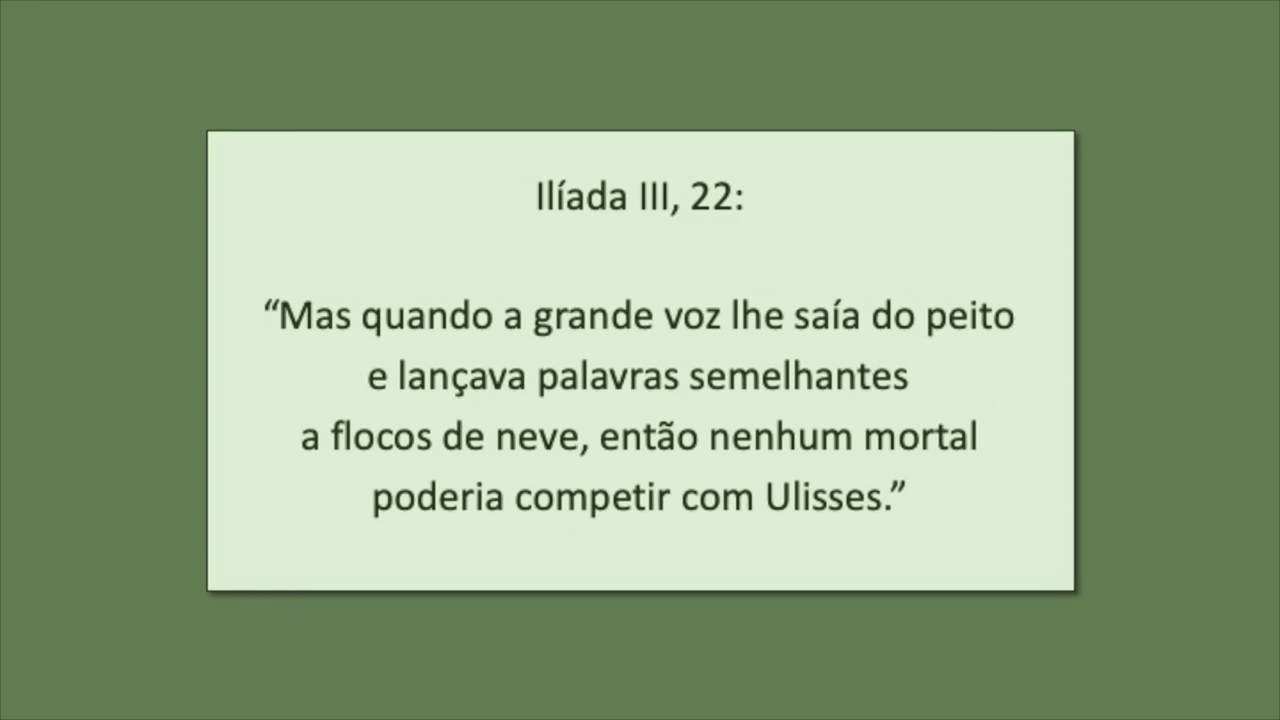 Ilíada III, 22:
“Mas quando a grande voz lhe saía do peito
e lançava palavras semelhantes
a flocos de neve, então nenhum mortal
poderia competir com Ulisses.”